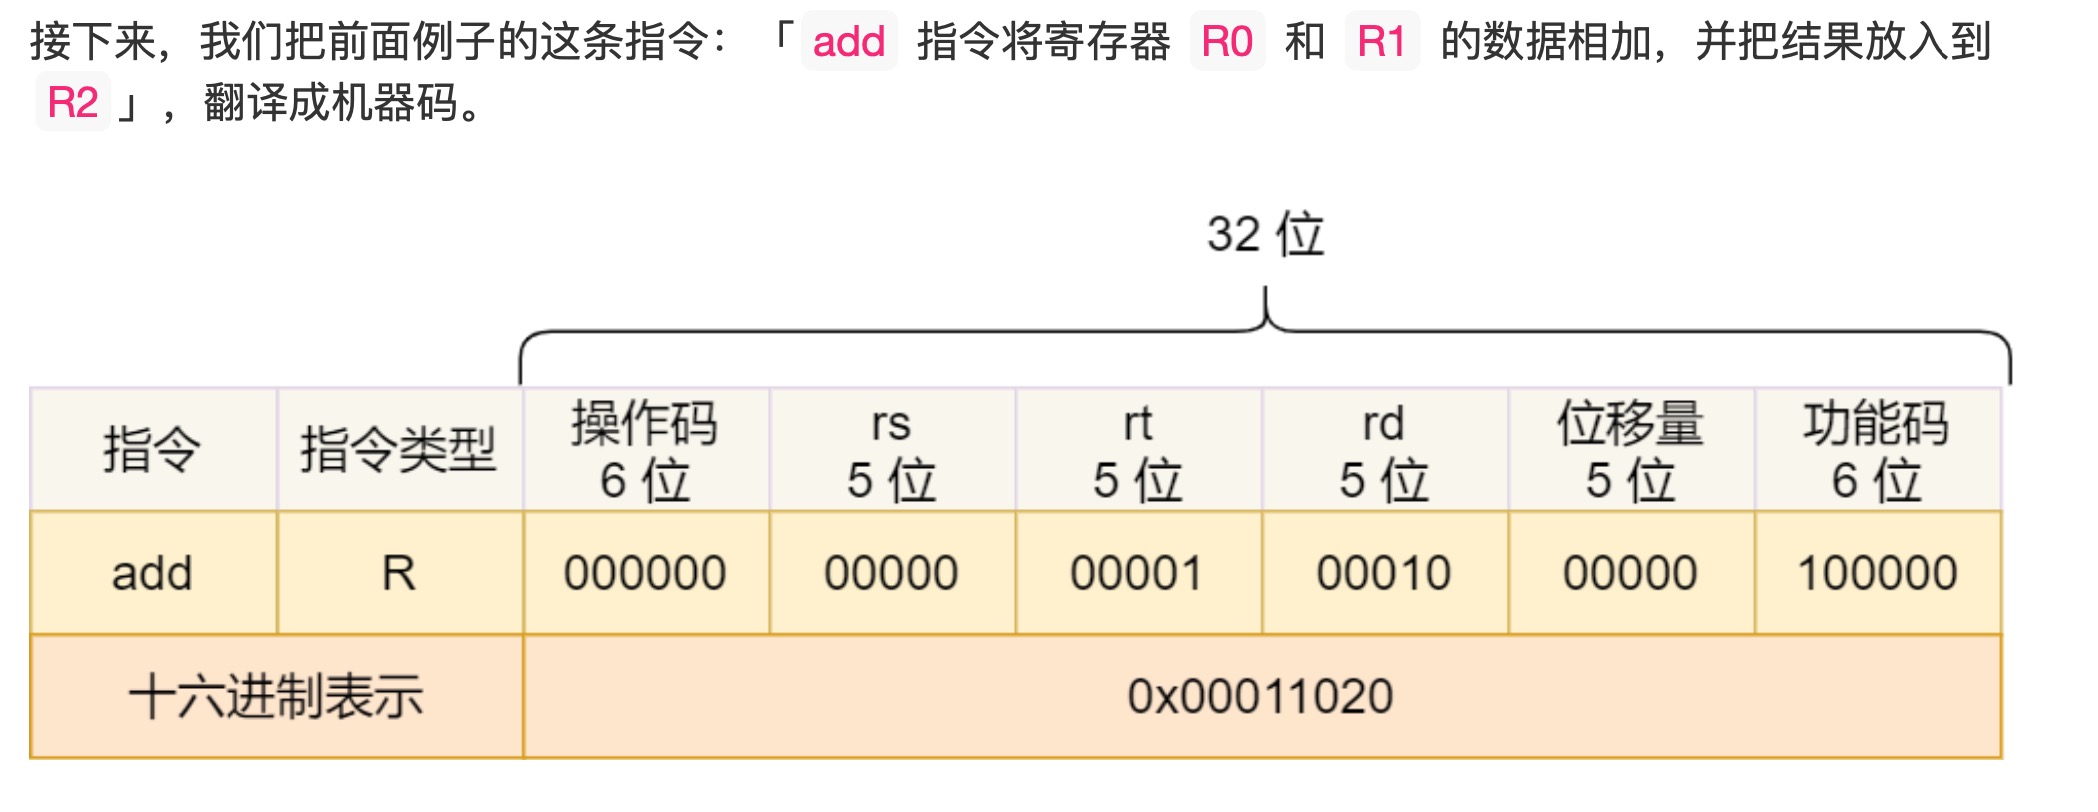 接下来，我们把前面例子的这条指令：「 add 指令将寄存器 R0 和 R1 的数据相加，并把结果放入到
R2 」，翻译成机器码。
32 位
指令 指令类型 操作码 6 位 rs 5 位 rt 5 位 rd 5 位 位移量 5 位 功能码 6 位
add R 000000 00000 00001 00010 00000 100000
十六进制表示 0x00011020